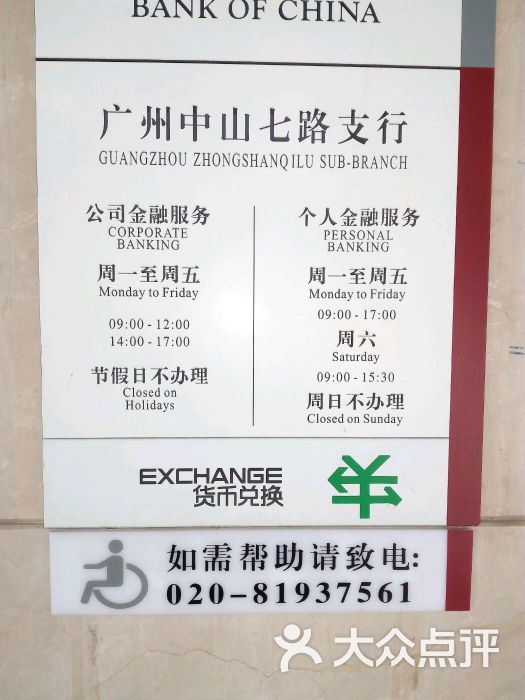 BANK OF CHINA
广州中山七路支行
GUANGZHOU ZHONGSHANQILU SUB-BRANCH
公司金融服务
CORPORATE
BANKING
周一至周五
Monday to Friday
09:00 - 12:00
14:00 - 17:00
节假日不办理
Closed on
Holidays
个人金融服务
PERSONAL
BANKING
周一至周五
Monday to Friday
09:00 - 17:00
周六
Saturday
09:00 - 15:30
周日不办理
Closed on Sunday
EXCHANGE
货币兑换
如需帮助请致电:
020-81937561
大众点评